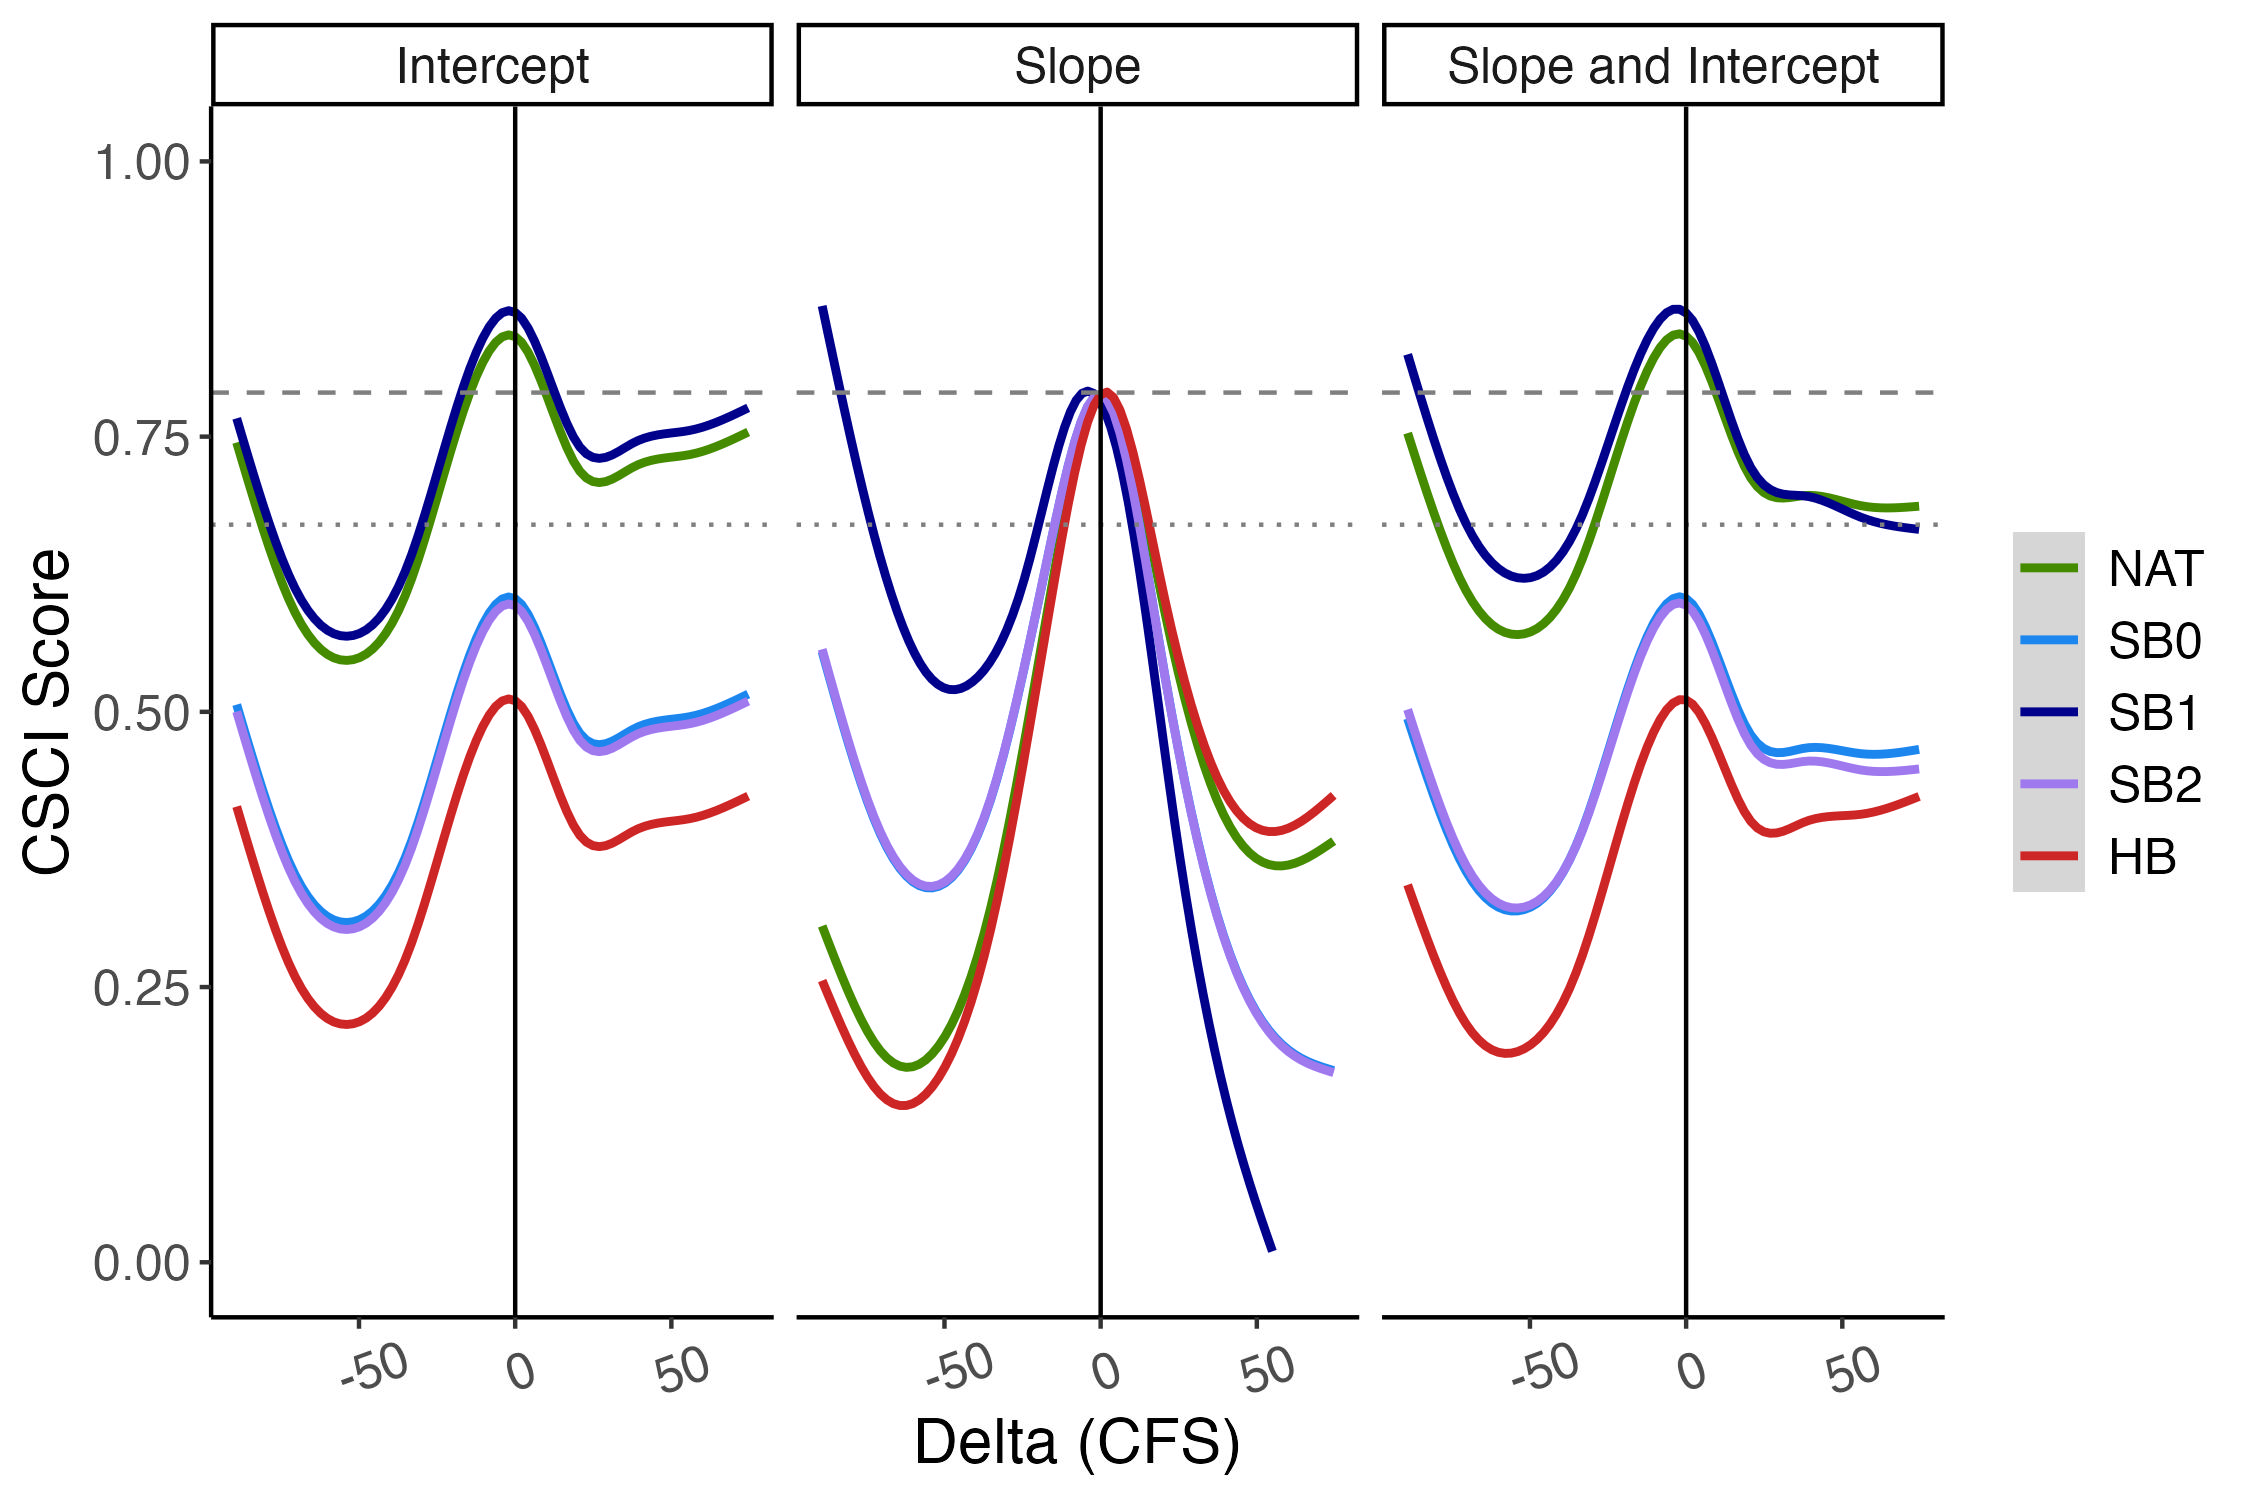 Intercept
Slope
Slope and Intercept
1.00
0.75
0.50
0.25
0.00
CSCI Score
-50 0 50
-50 0 50
-50 0 50
Delta (CFS)
NAT
SB0
SB1
SB2
HB